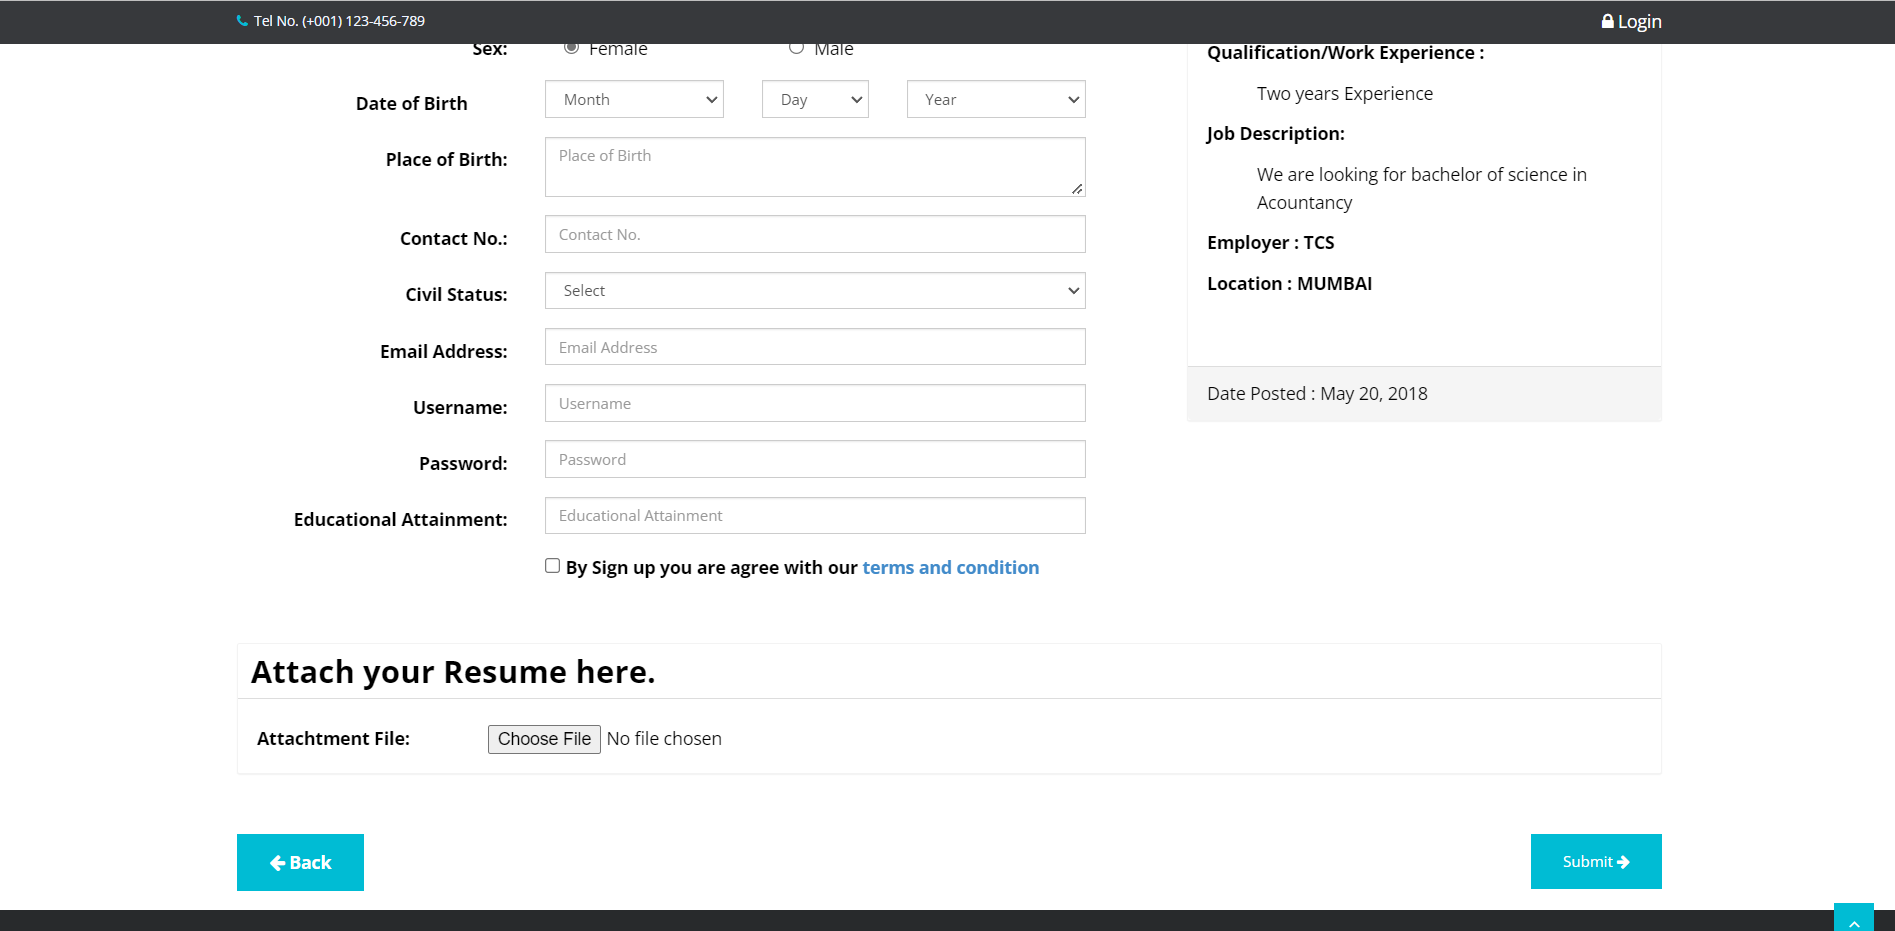 Tel No. (+001) 123-456-789
Login
Sex:
Female
Male
Date of Birth
Month
Day
Year
Place of Birth:
Place of Birth
Contact No.:
Contact No.
Civil Status:
Select
Email Address:
Email Address
Username:
Username
Password:
Password
Educational Attainment:
Educational Attainment
By Sign up you are agree with our terms and condition
Qualification/Work Experience :
Two years Experience
Job Description:
We are looking for bachelor of science in
Acountancy
Employer : TCS
Location : MUMBAI
Date Posted : May 20, 2018
Attach your Resume here.
Attachtment File:
Choose File
No file chosen
Back
Submit